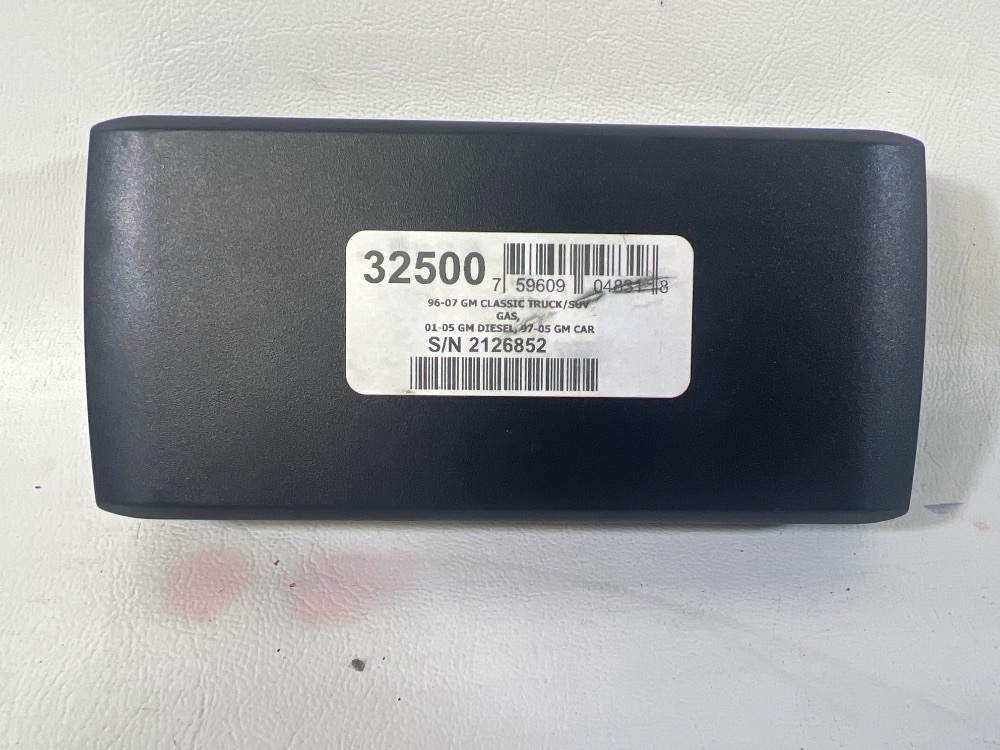 32500
7 59609 04831 8
96-07 GM CLASSIC TRUCK/SUV
GAS,
01-05 GM DIESEL, 97-05 GM CAR
S/N 2126852